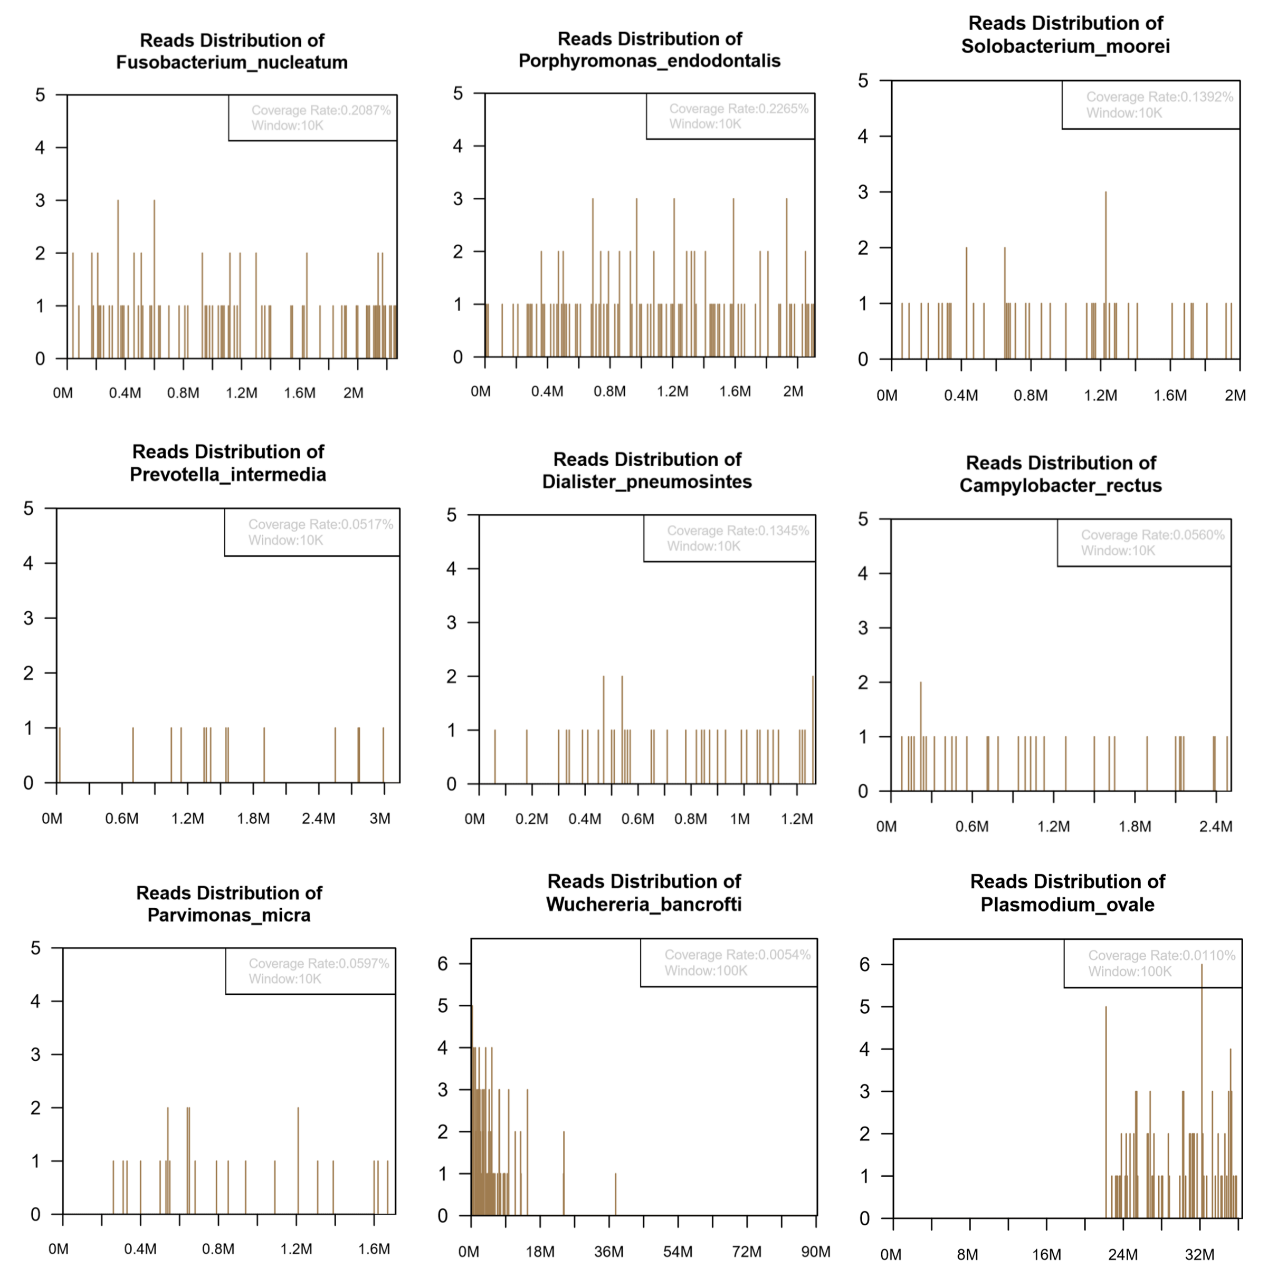 Reads Distribution of
Fusobacterium_nucleatum
Coverage Rate:0.2087%
Window:10K
5
4
3
2
1
0
0M 0.4M 0.8M 1.2M 1.6M 2M
Reads Distribution of
Porphyromonas_endodontalis
Coverage Rate:0.2265%
Window:10K
5
4
3
2
1
0
0M 0.4M 0.8M 1.2M 1.6M 2M
Reads Distribution of
Solobacterium_moorei
Coverage Rate:0.1392%
Window:10K
5
4
3
2
1
0
0M 0.4M 0.8M 1.2M 1.6M 2M
Reads Distribution of
Prevotella_intermedia
Coverage Rate:0.0517%
Window:10K
5
4
3
2
1
0
0M 0.6M 1.2M 1.8M 2.4M 3M
Reads Distribution of
Dialister_pneumosintes
Coverage Rate:0.1345%
Window:10K
5
4
3
2
1
0
0M 0.2M 0.4M 0.6M 0.8M 1M 1.2M
Reads Distribution of
Campylobacter_rectus
Coverage Rate:0.0560%
Window:10K
5
4
3
2
1
0
0M 0.6M 1.2M 1.8M 2.4M
Reads Distribution of
Parvimonas_micra
Coverage Rate:0.0597%
Window:10K
5
4
3
2
1
0
0M 0.4M 0.8M 1.2M 1.6M
Reads Distribution of
Wuchereria_bancrofti
Coverage Rate:0.0054%
Window:100K
6
5
4
3
2
1
0
0M 18M 36M 54M 72M 90M
Reads Distribution of
Plasmodium_ovale
Coverage Rate:0.0110%
Window:100K
6
5
4
3
2
1
0
0M 8M 16M 24M 32M